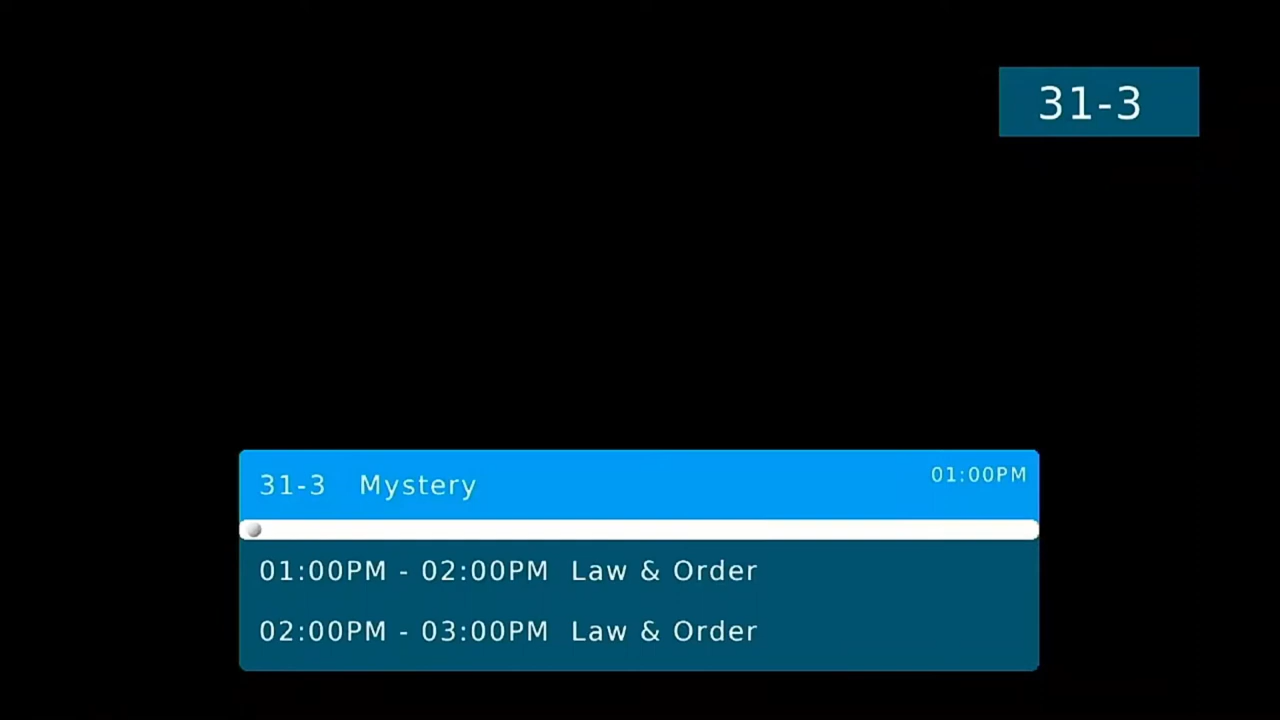 31-3
31-3 Mystery 01:00PM
01:00PM - 02:00PM Law & Order
02:00PM - 03:00PM Law & Order